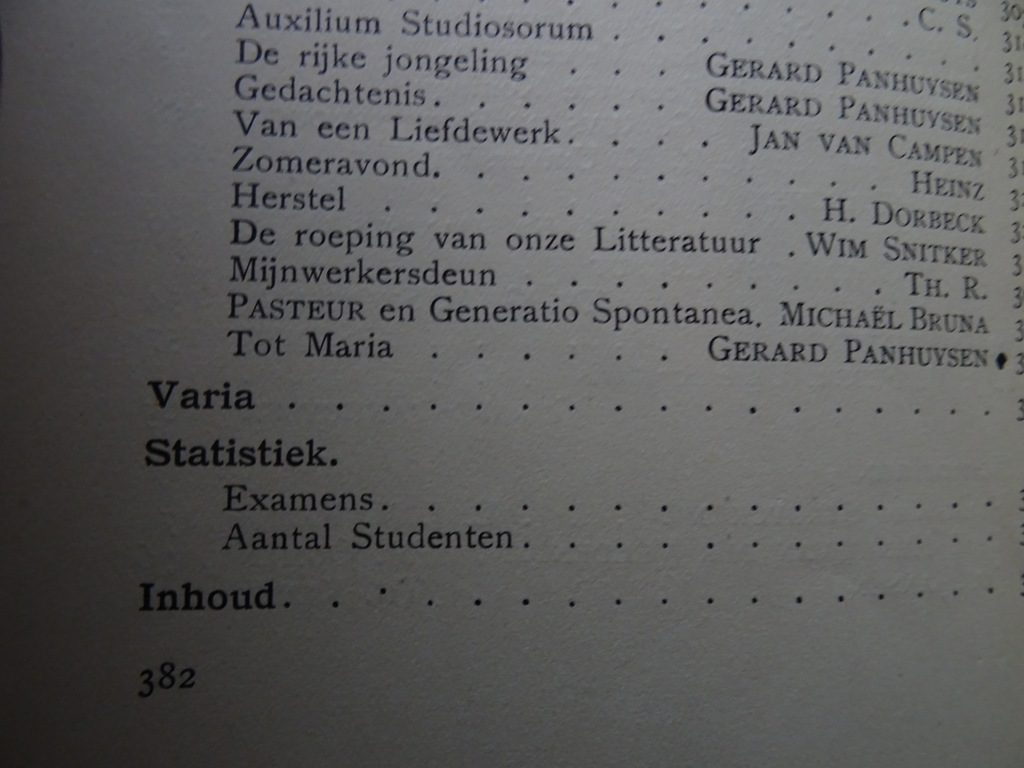 Auxilium Studiosorum . . . . . . . . C. S.
De rijke jongeling . . . GERARD PANHUYSEN
Gedachtenis. . . . . . GERARD PANHUYSEN
Van een Liefdewerk. . . . JAN VAN CAMPEN
Zomeravond. . . . . . . . . . HEINZ
Herstel . . . . . . . . . . H. DORBECK
De roeping van onze Litteratuur . WIM SNITKER
Mijnwerkersdeun . . . . . . . . . TH. R.
PASTEUR en Generatio Spontanea. MICHAËL BRUNA
Tot Maria . . . . . . GERARD PANHUYSEN
Varia . . . . . . . . . . . . . . . .
Statistiek.
Examens. . . . . . . . . . . . . .
Aantal Studenten. . . . . . . . . . .
Inhoud. . . . . . . . . . . . . . . .
382